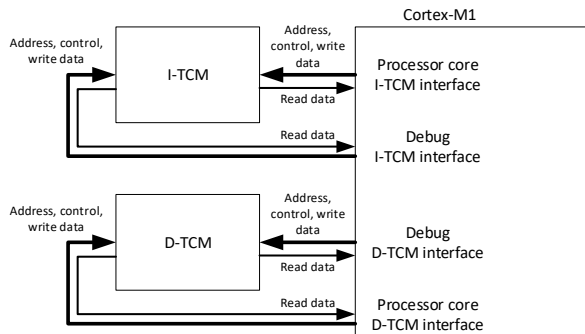 Cortex-M1
Address, control,
write data
I-TCM
Address,
control, write
data
Read data
Processor core
I-TCM interface
Read data
Debug
I-TCM interface
Address, control,
write data
D-TCM
Address,
control, write
data
Read data
Debug
D-TCM interface
Read data
Processor core
D-TCM interface